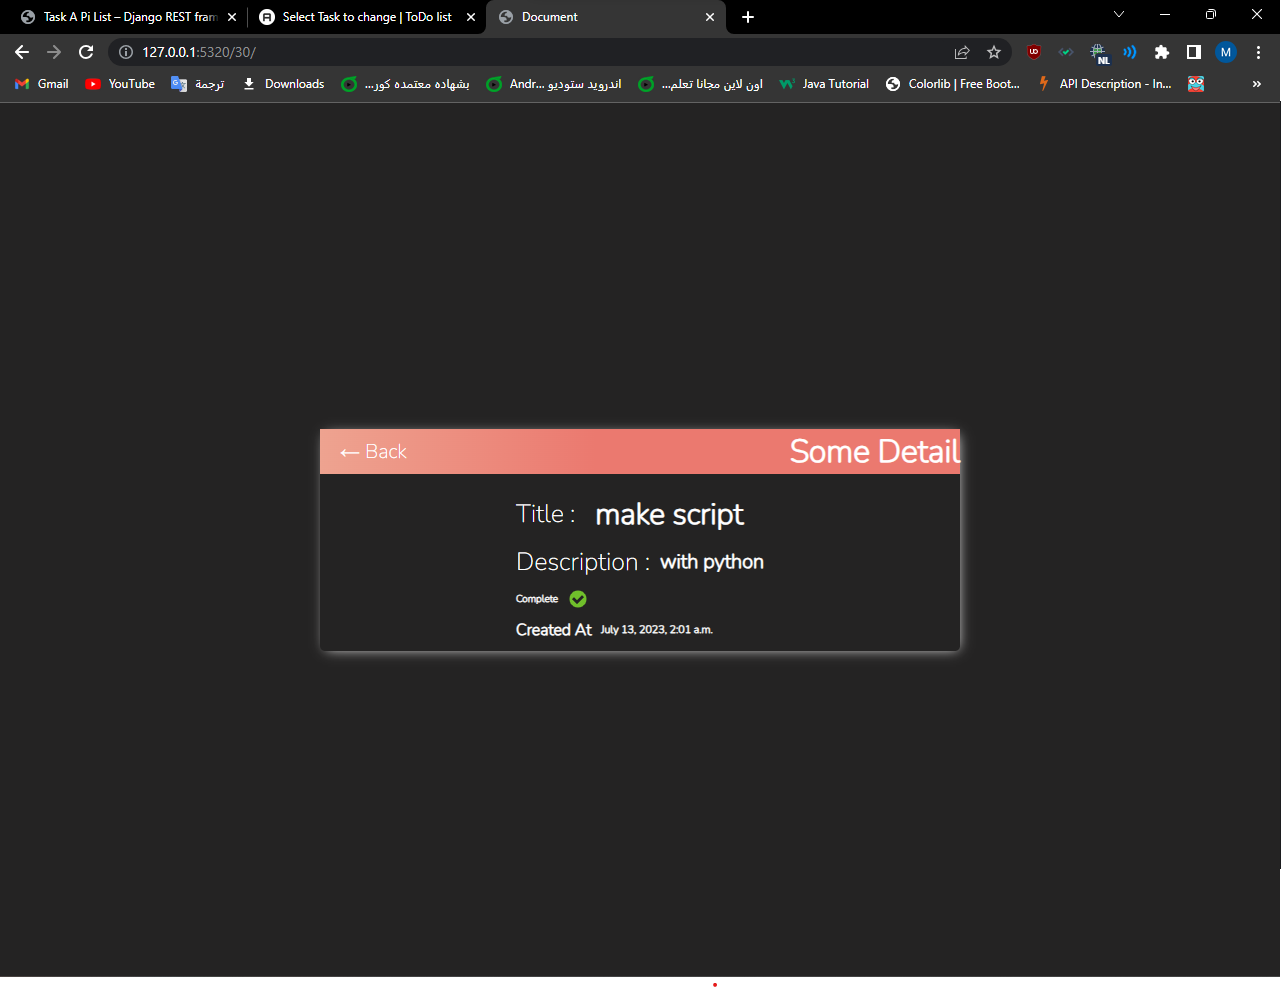 Task A Pi List – Django REST fram
Select Task to change | ToDo list
Document
127.0.0.1:5320/30/
UD
NL
M
Gmail
YouTube
ترجمة
Downloads
بشهاده معتمده كور...
اندرويد ستوديو Andr...
اون لاين مجانا تعلم...
Java Tutorial
Colorlib | Free Boot...
API Description - In...
»
← Back
Some Detail
Title : make script
Description : with python
Complete
Created At July 13, 2023, 2:01 a.m.